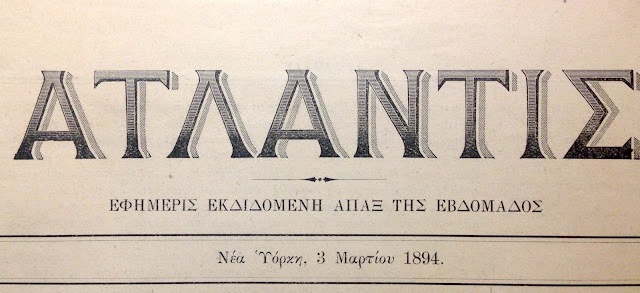 ΑΤΛΑΝΤΙΣ
ΕΦΗΜΕΡΙΣ ΕΚΔΙΔΟΜΕΝΗ ΑΠΑΞ ΤΗΣ ΕΒΔΟΜΑΔΟΣ
Νέα Ὑόρκη, 3 Μαρτίου 1894.